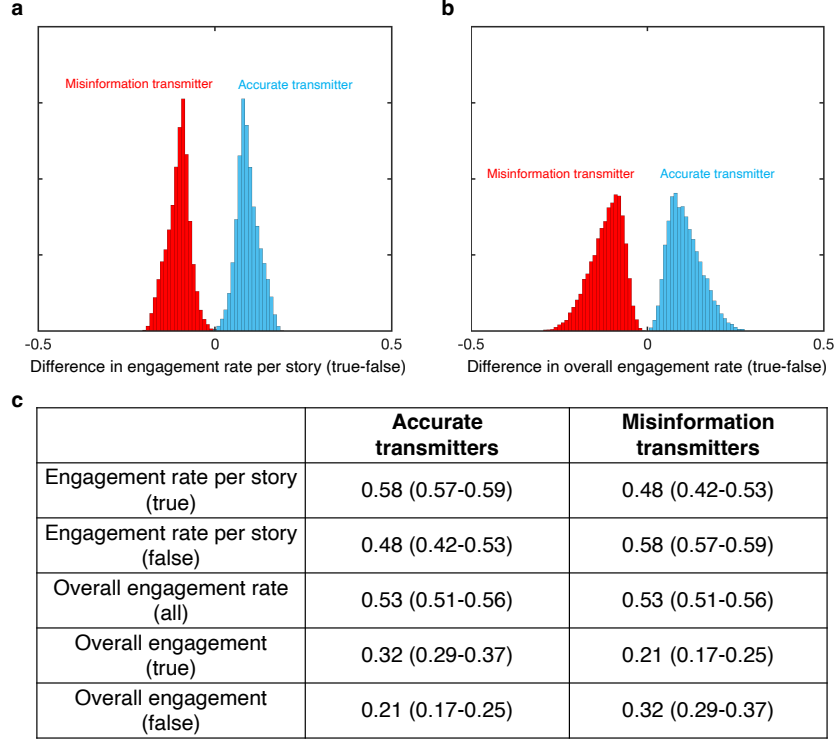 a
b
Misinformation transmitter
Accurate transmitter
-0.5
0
0.5
Difference in engagement rate per story (true-false)
Misinformation transmitter
Accurate transmitter
-0.5
0
0.5
Difference in overall engagement rate (true-false)
c
Accurate
transmitters
Misinformation
transmitters
Engagement rate per story
(true)
0.58 (0.57-0.59)
0.48 (0.42-0.53)
Engagement rate per story
(false)
0.48 (0.42-0.53)
0.58 (0.57-0.59)
Overall engagement rate
(all)
0.53 (0.51-0.56)
0.53 (0.51-0.56)
Overall engagement
(true)
0.32 (0.29-0.37)
0.21 (0.17-0.25)
Overall engagement
(false)
0.21 (0.17-0.25)
0.32 (0.29-0.37)